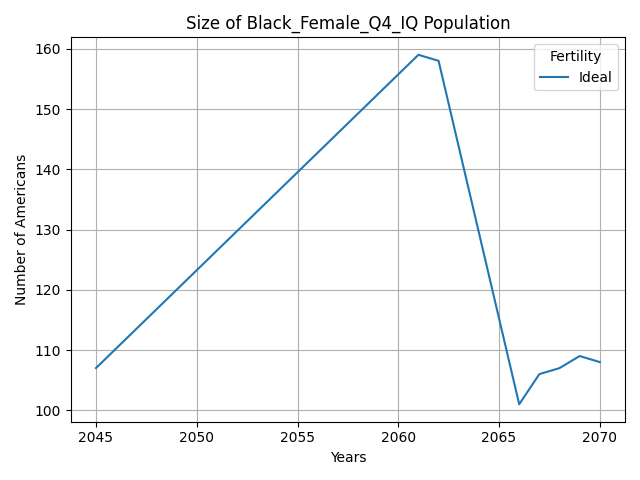 Size of Black_Female_Q4_IQ Population
Fertility
Ideal
Number of Americans
160
150
140
130
120
110
100
2045
2050
2055
2060
2065
2070
Years